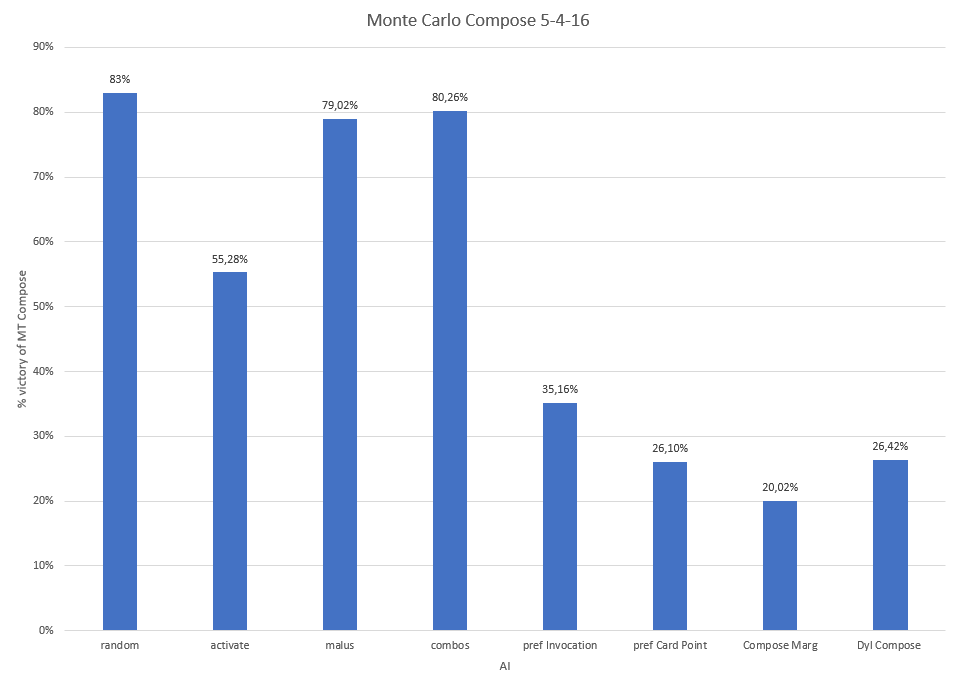 Monte Carlo Compose 5-4-16
90%
80%
70%
60%
50%
40%
30%
20%
10%
0%
% victory of MT Compose
83%
55,28%
79,02%
80,26%
35,16%
26,10%
20,02%
26,42%
random
activate
malus
combos
pref Invocation
pref Card Point
Compose Marg
Dyl Compose
AI